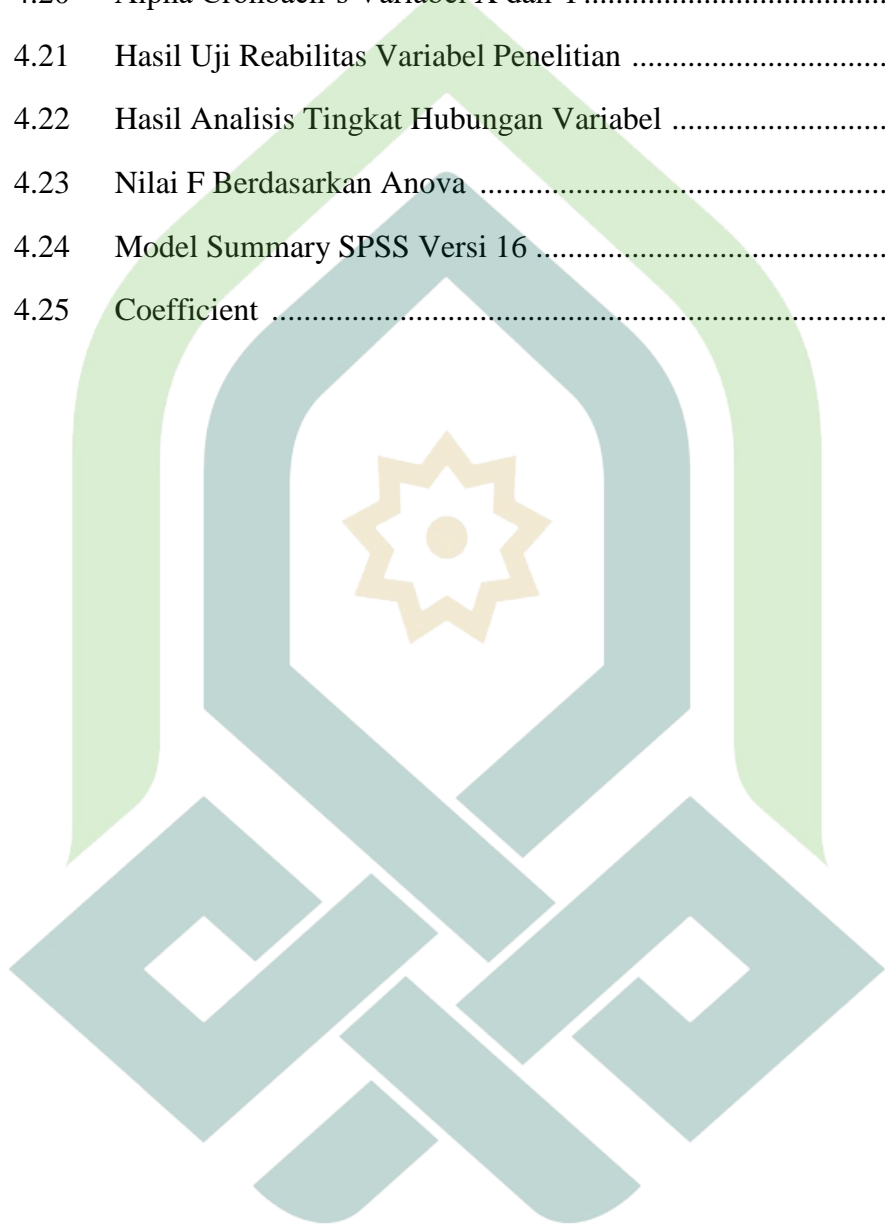 4.21 Hasil Uji Reabilitas Variabel Penelitian ............................
4.22 Hasil Analisis Tingkat Hubungan Variabel .......................
4.23 Nilai F Berdasarkan Anova ..............................................
4.24 Model Summary SPSS Versi 16 .......................................
4.25 Coefficient ........................................................................